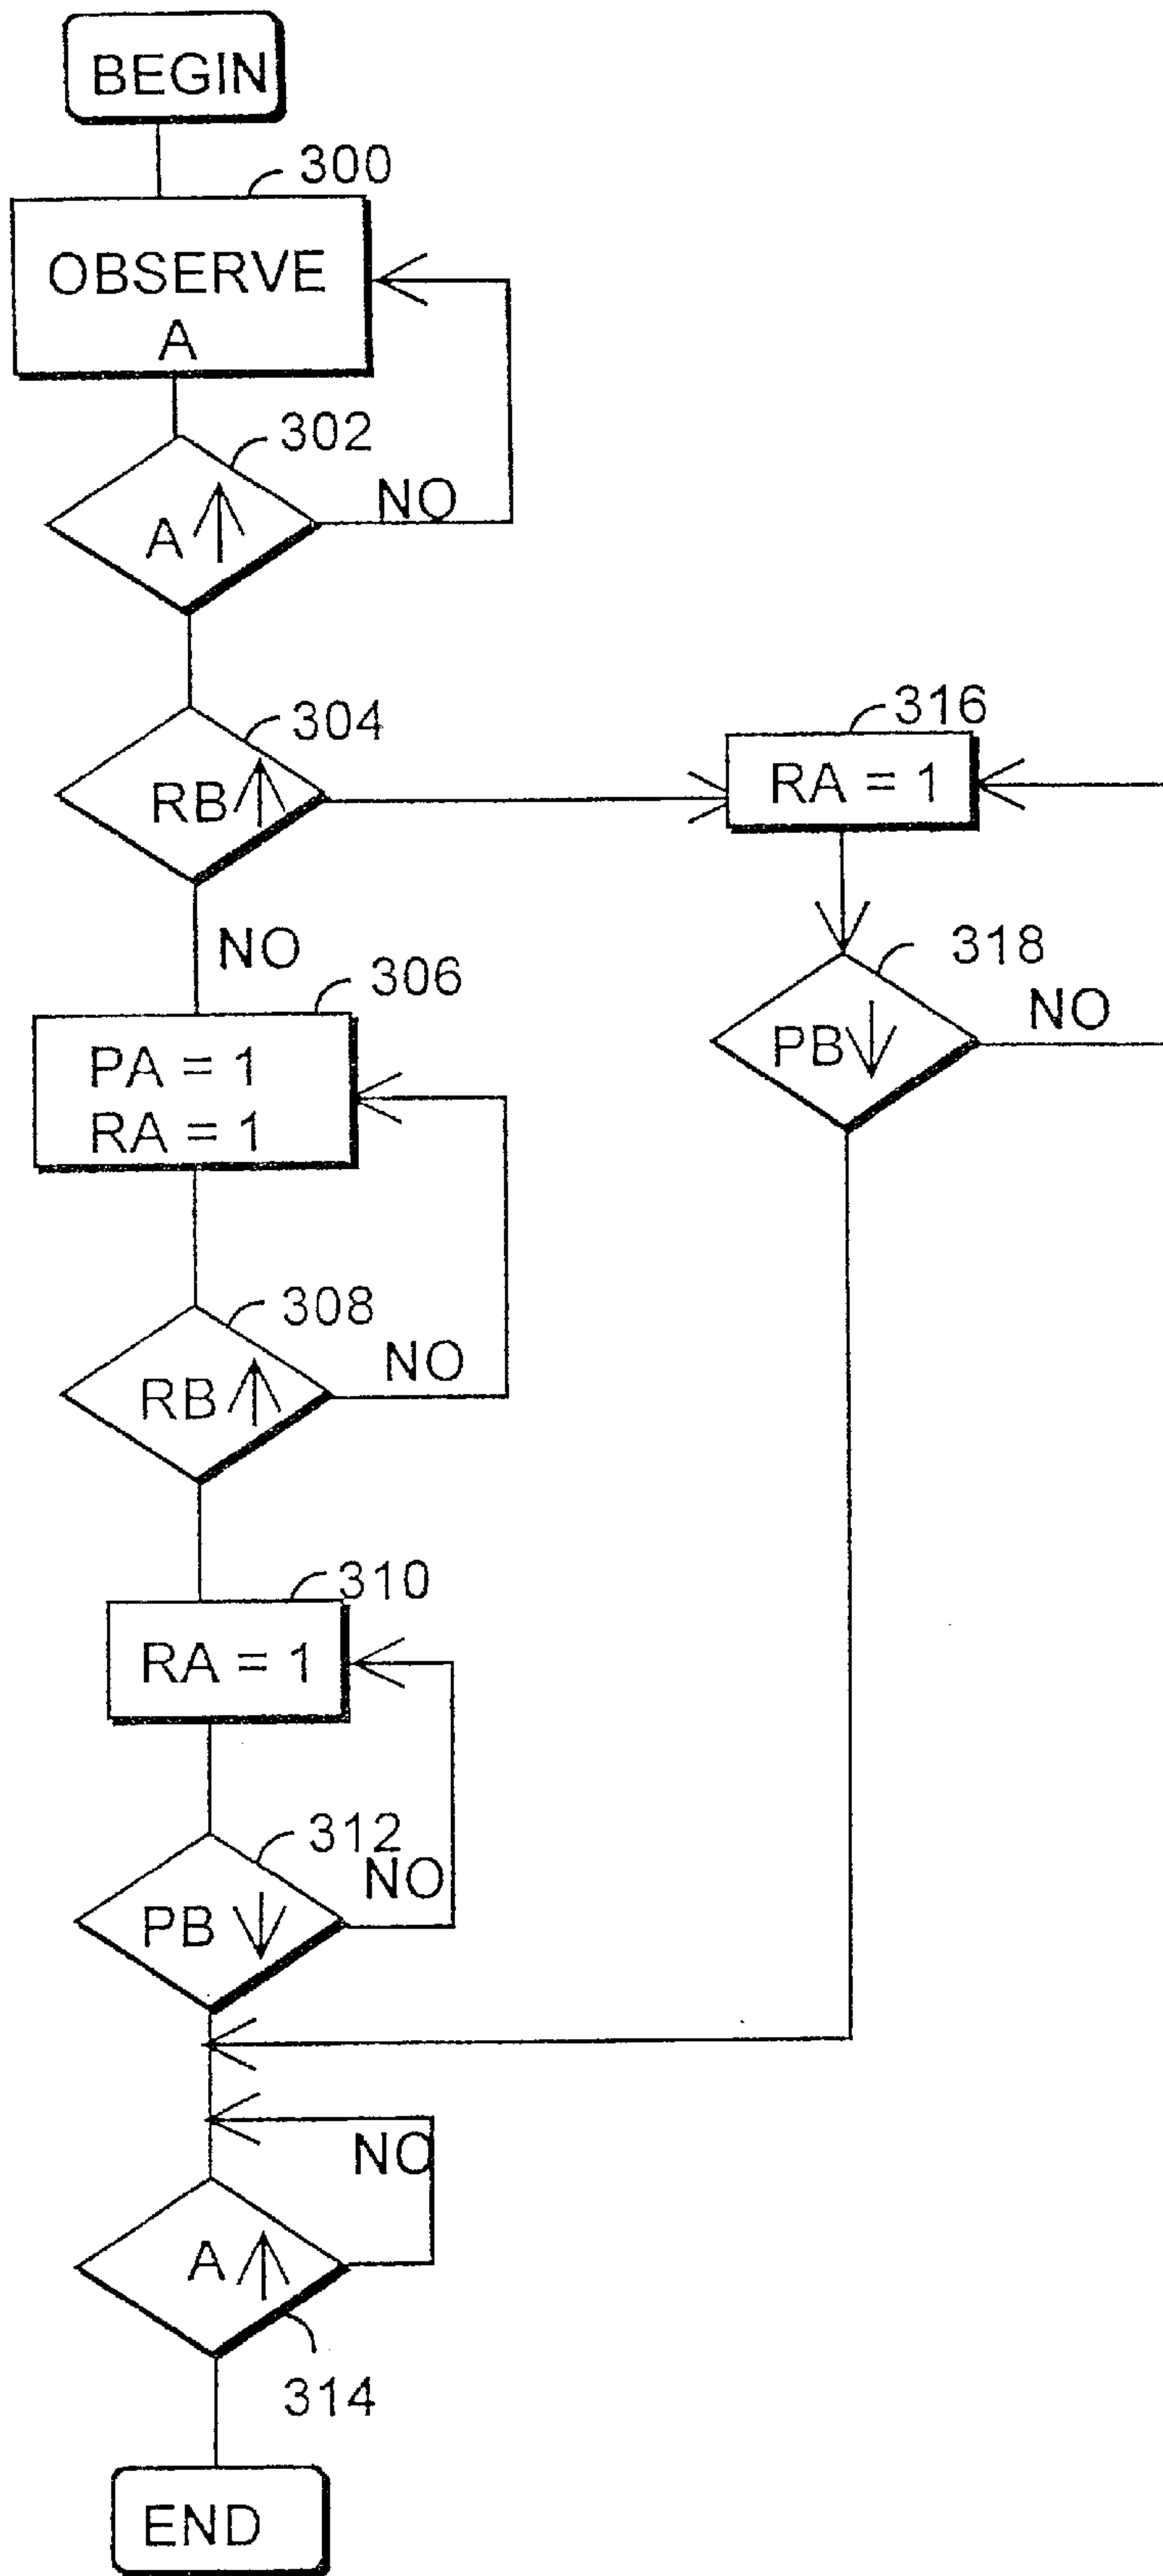 BEGIN
300
OBSERVE
A
302
A ↑
NO
304
RB ↑
316
RA = 1
NO
306
PA = 1
RA = 1
318
PB ↓
NO
308
RB ↑
NO
310
RA = 1
312
PB ↓
NO
NO
A ↑
314
END